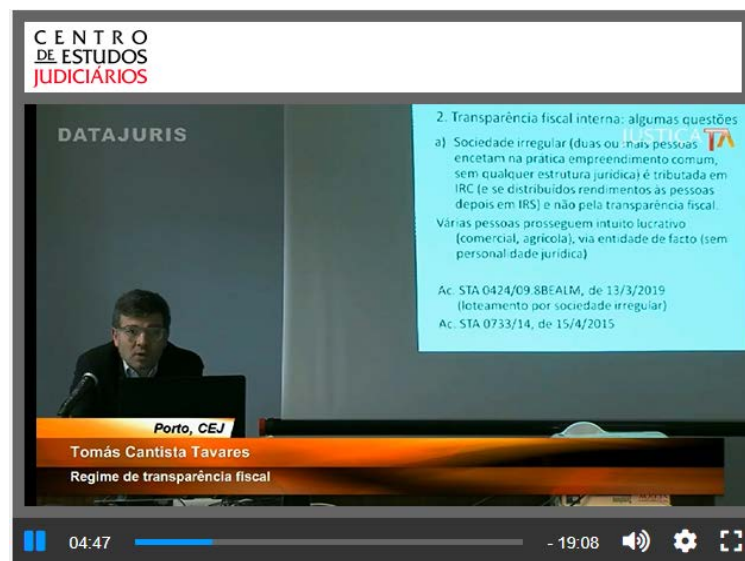 CENTRO
DE ESTUDOS
JUDICIÁRIOS
DATAJURIS
2. Transparência fiscal interna: algumas questões
JUSTIÇA
a) Sociedade irregular (duas ou mais pessoas
encetam na prática empreendimento comum,
sem qualquer estrutura jurídica) é tributada em
IRC (e se distribuídos rendimentos às pessoas
depois em IRS) e não pela transparência fiscal.
Várias pessoas prosseguem intuito lucrativo
(comercial, agrícola), via entidade de facto (sem
personalidade jurídica)
Ac. STA 0424/09.8BEALM, de 13/3/2019
(loteamento por sociedade irregular)
Ac. STA 0733/14, de 15/4/2015
Porto, CEJ
Tomás Cantista Tavares
Regime de transparência fiscal
04:47
- 19:08